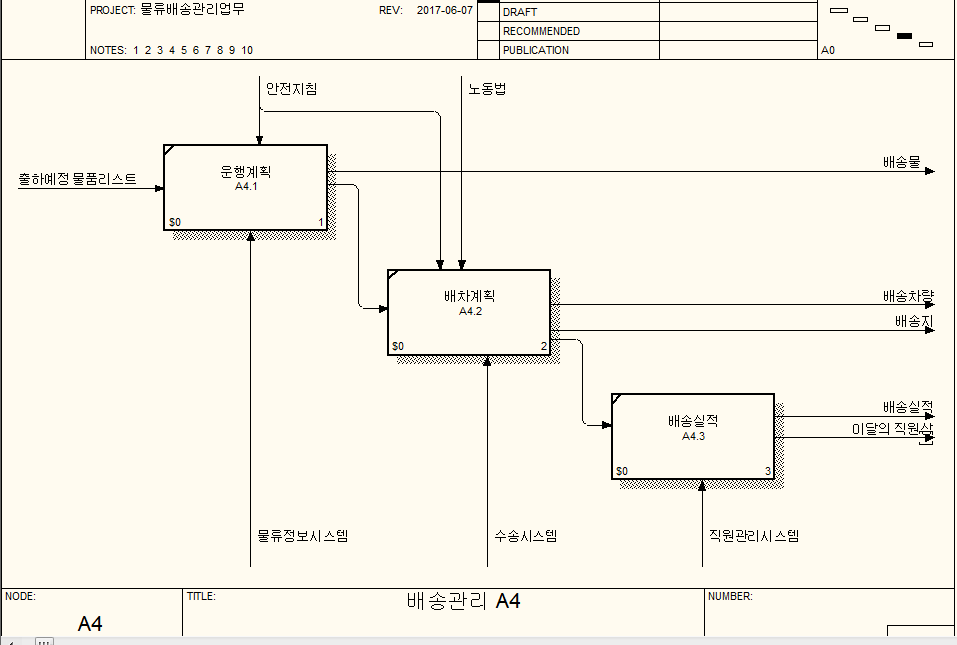 PROJECT: 물류배송관리업무
REV: 2017-06-07
DRAFT
RECOMMENDED
NOTES: 1 2 3 4 5 6 7 8 9 10
PUBLICATION
A0
안전지침
노동법
출하예정 물품리스트
운행계획
A4.1
$0
1
배송물
배차계획
A4.2
$0
2
배송차량
배송지
배송실적
A4.3
$0
3
배송실적
이달의 직원상
물류정보시스템
수송시스템
직원관리시스템
NODE:
A4
TITLE:
배송관리 A4
NUMBER: